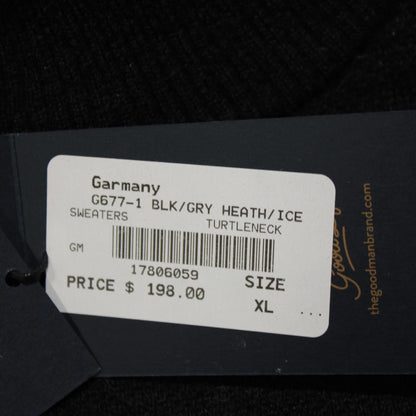 Garmany
G677-1 BLK/GRY HEATH/ICE
SWEATERS TURTLENECK
GM
17806059
PRICE $ 198.00 SIZE
XL ...
thegoodmanbrand.com